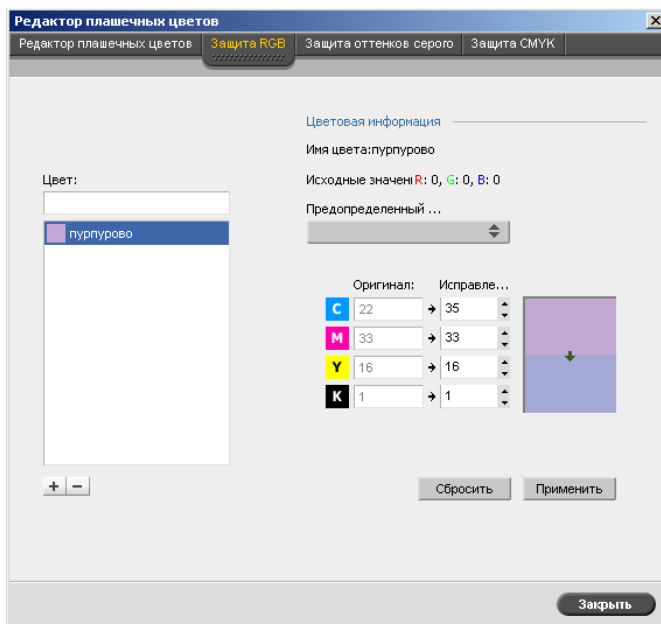 Редактор плашечных цветов
Редактор плашечных цветов Защита RGB Защита оттенков серого Защита CMYK
Цветовая информация
Имя цвета:пурпурово
Цвет:
Исходные значені R: 0, G: 0, B: 0
Предопределенный ...
пурпурово
Оригинал: Исправле...
C 22 35
M 33 33
Y 16 16
K 1 1
+ −
Сбросить Применить
Закрыть